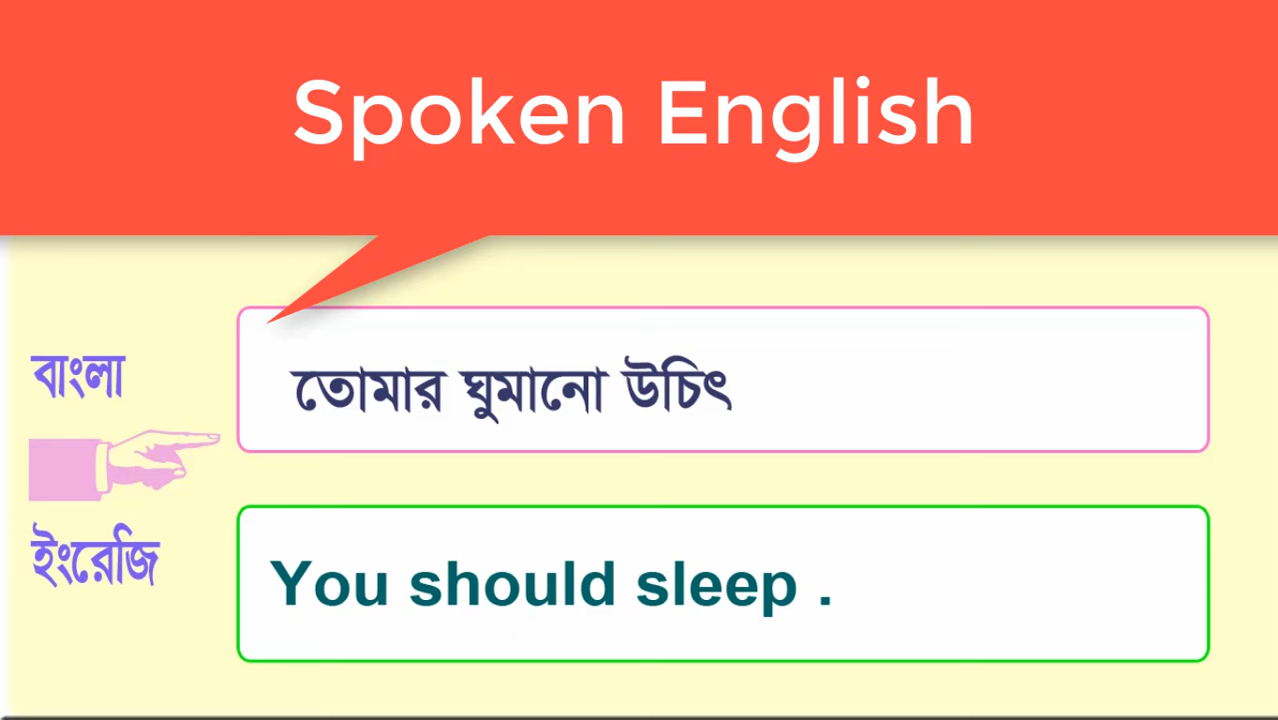 Spoken English
বাংলা
তোমার ঘুমানো উচিৎ
ইংরেজি
You should sleep .